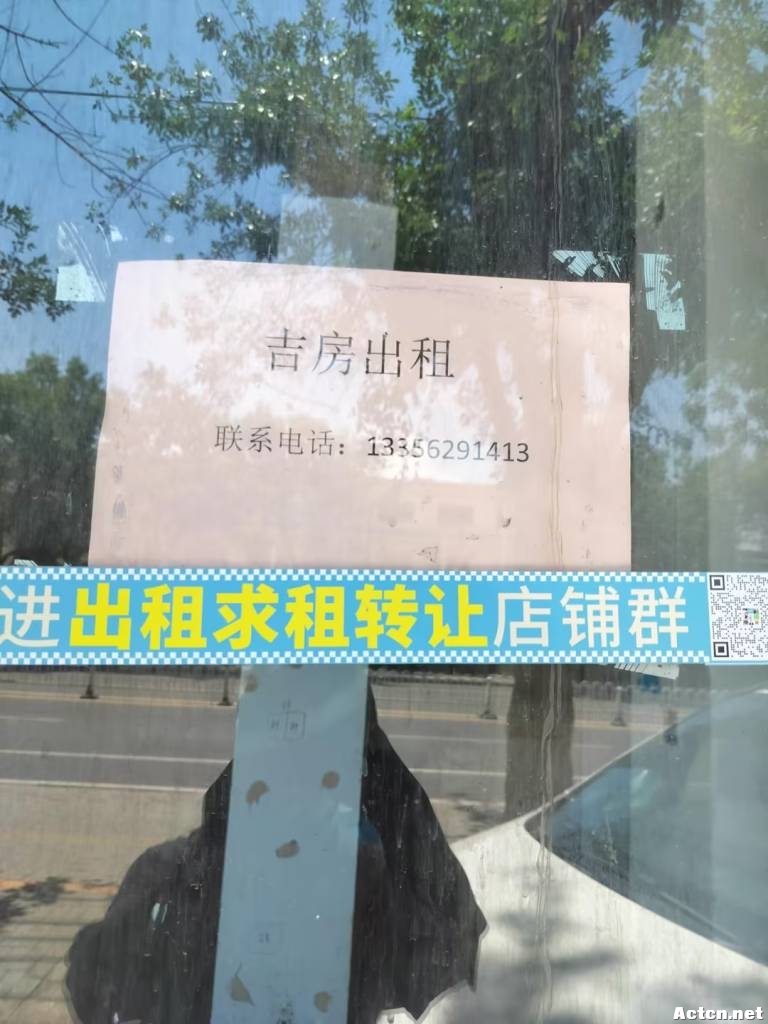 吉房出租
联系电话：13356291413
进出租求租转让店铺群
Actcn.net